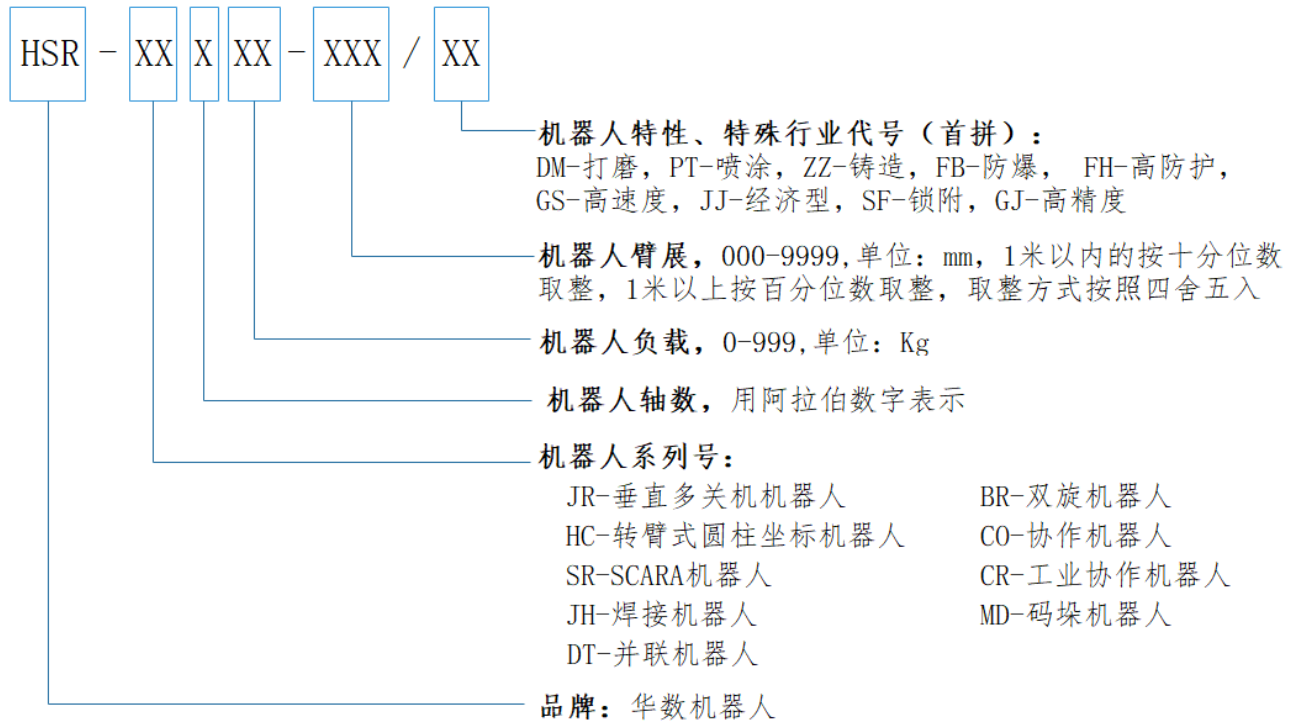 HSR - XX X XX - XXX / XX
机器人特性、特殊行业代号（首拼）：
DM-打磨，PT-喷涂，ZZ-铸造，FB-防爆， FH-高防护，
GS-高速度，JJ-经济型，SF-锁附，GJ-高精度
机器人臂展，000-9999,单位：mm，1米以内的按十分位数
取整，1米以上按百分位数取整，取整方式按照四舍五入
机器人负载，0-999,单位：Kg
机器人轴数，用阿拉伯数字表示
机器人系列号：
JR-垂直多关机机器人 BR-双旋机器人
HC-转臂式圆柱坐标机器人 CO-协作机器人
SR-SCARA机器人 CR-工业协作机器人
JH-焊接机器人 MD-码垛机器人
DT-并联机器人
品牌：华数机器人